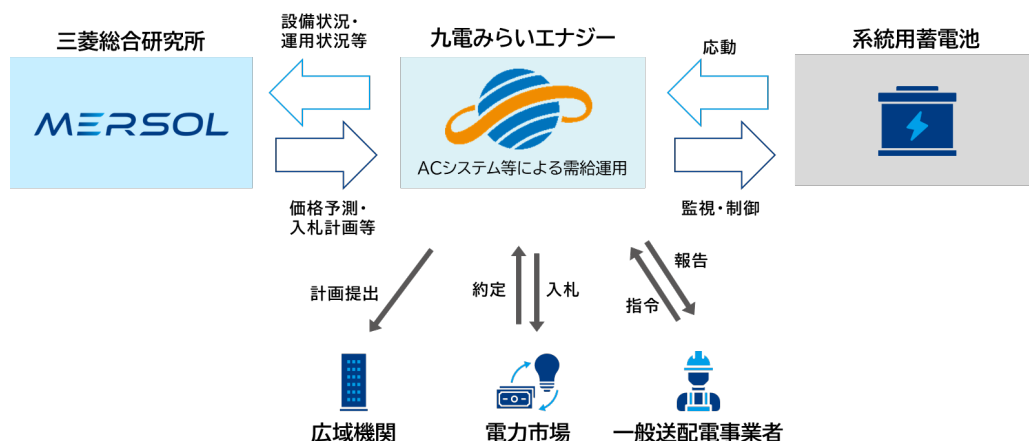 三菱総合研究所
設備状況・
運用状況等
九電みらいエナジー
応動
系統用蓄電池
MERSOL
ACシステム等による需給運用
価格予測・
入札計画等
監視・制御
計画提出
約定
入札
報告
指令
広域機関
電力市場
一般送配電事業者